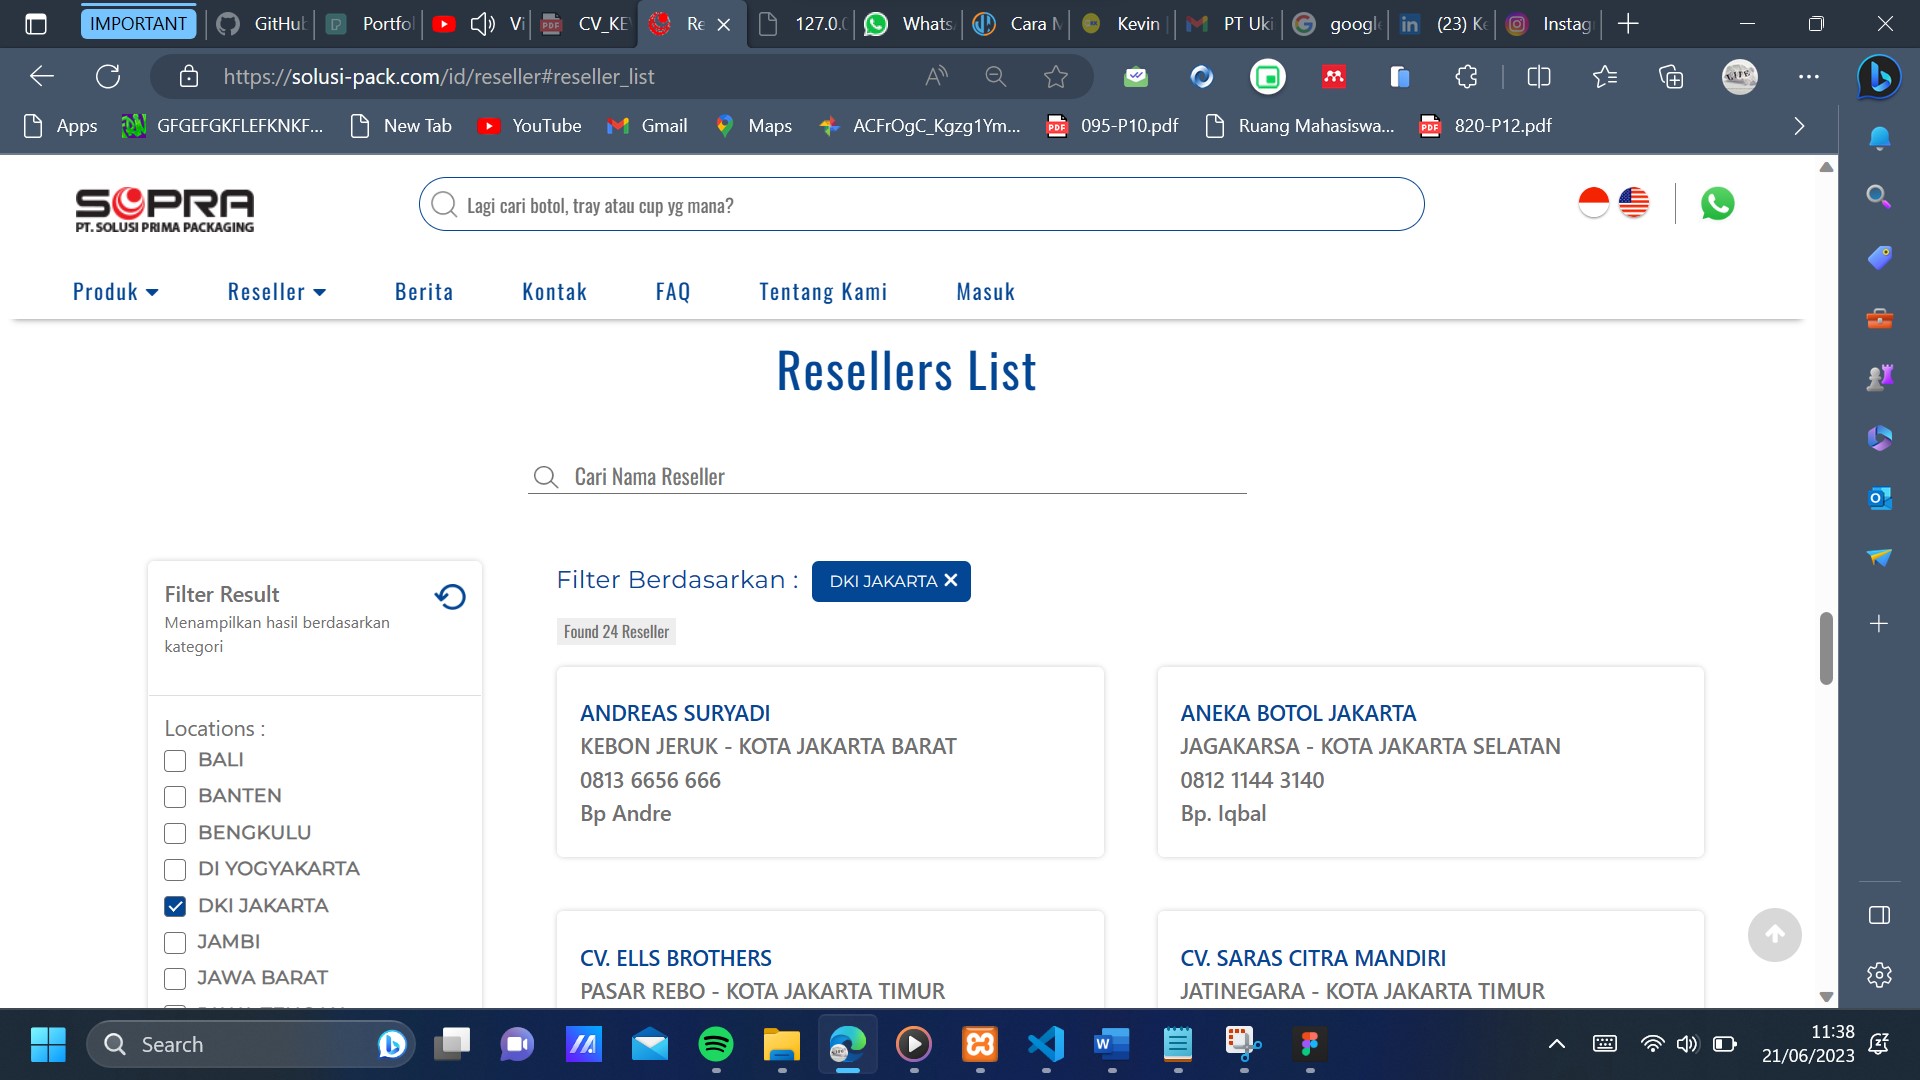 IMPORTANT
GitHub
Portfol
Vi
CV_KE
Re
127.0.0
Whats
Cara M
Kevin
PT Uki
google
(23) Ke
Instag
https://solusi-pack.com/id/reseller#reseller_list
Apps
GFGEFGKFLEFKNKF...
New Tab
YouTube
Gmail
Maps
ACFrOgC_Kgzg1Ym...
095-P10.pdf
Ruang Mahasiswa...
820-P12.pdf
SOPRA
PT. SOLUSI PRIMA PACKAGING
Lagi cari botol, tray atau cup yg mana?
Produk
Reseller
Berita
Kontak
FAQ
Tentang Kami
Masuk
Resellers List
Cari Nama Reseller
Filter Result
Menampilkan hasil berdasarkan
kategori
Locations :
BALI
BANTEN
BENGKULU
DI YOGYAKARTA
DKI JAKARTA
JAMBI
JAWA BARAT
Filter Berdasarkan :
DKI JAKARTA
Found 24 Reseller
ANDREAS SURYADI
KEBON JERUK - KOTA JAKARTA BARAT
0813 6656 666
Bp Andre
ANEKA BOTOL JAKARTA
JAGAKARSA - KOTA JAKARTA SELATAN
0812 1144 3140
Bp. Iqbal
CV. ELLS BROTHERS
PASAR REBO - KOTA JAKARTA TIMUR
CV. SARAS CITRA MANDIRI
JATINEGARA - KOTA JAKARTA TIMUR
Search
11:38
21/06/2023